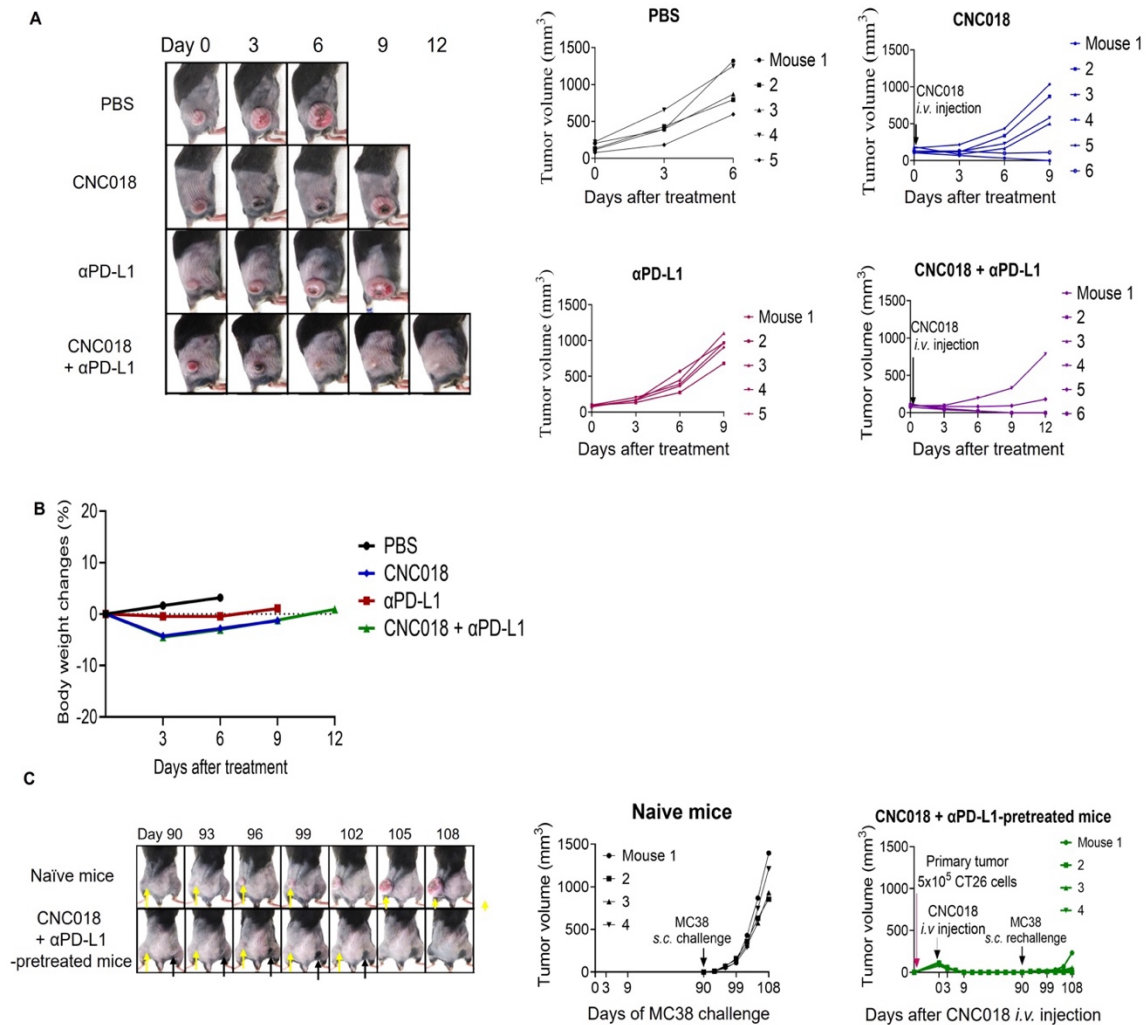 A
Day 0 3 6 9 12
PBS
CNC018
αPD-L1
CNC018
+ αPD-L1
PBS
Tumor volume (mm³)
1500
1000
500
0
0 3 6
Days after treatment
Mouse 1
2
3
4
5
CNC018
Tumor volume (mm³)
1500
1000
500
0
CNC018
i.v. injection
0 3 6 9
Days after treatment
Mouse 1
2
3
4
5
6
αPD-L1
Tumor volume (mm³)
1500
1000
500
0
0 3 6 9
Days after treatment
Mouse 1
2
3
4
5
CNC018 + αPD-L1
Tumor volume (mm³)
1500
1000
500
0
CNC018
i.v. injection
0 3 6 9 12
Days after treatment
Mouse 1
2
3
4
5
6
B
Body weight changes (%)
20
10
0
-10
-20
3 6 9 12
Days after treatment
PBS
CNC018
αPD-L1
CNC018 + αPD-L1
C
Day 90 93 96 99 102 105 108
Naïve mice
CNC018
+ αPD-L1
-pretreated mice
Naive mice
Tumor volume (mm³)
1500
1000
500
0
Mouse 1
2
3
4
MC38
s.c. challenge
0 3 9 90 99 108
Days of MC38 challenge
CNC018 + αPD-L1-pretreated mice
Tumor volume (mm³)
1500
1000
500
0
Primary tumor
5x10⁵ CT26 cells
CNC018
i.v injection
MC38
s.c. rechallenge
Mouse 1
2
3
4
0 3 9 90 99 108
Days after CNC018 i.v. injection